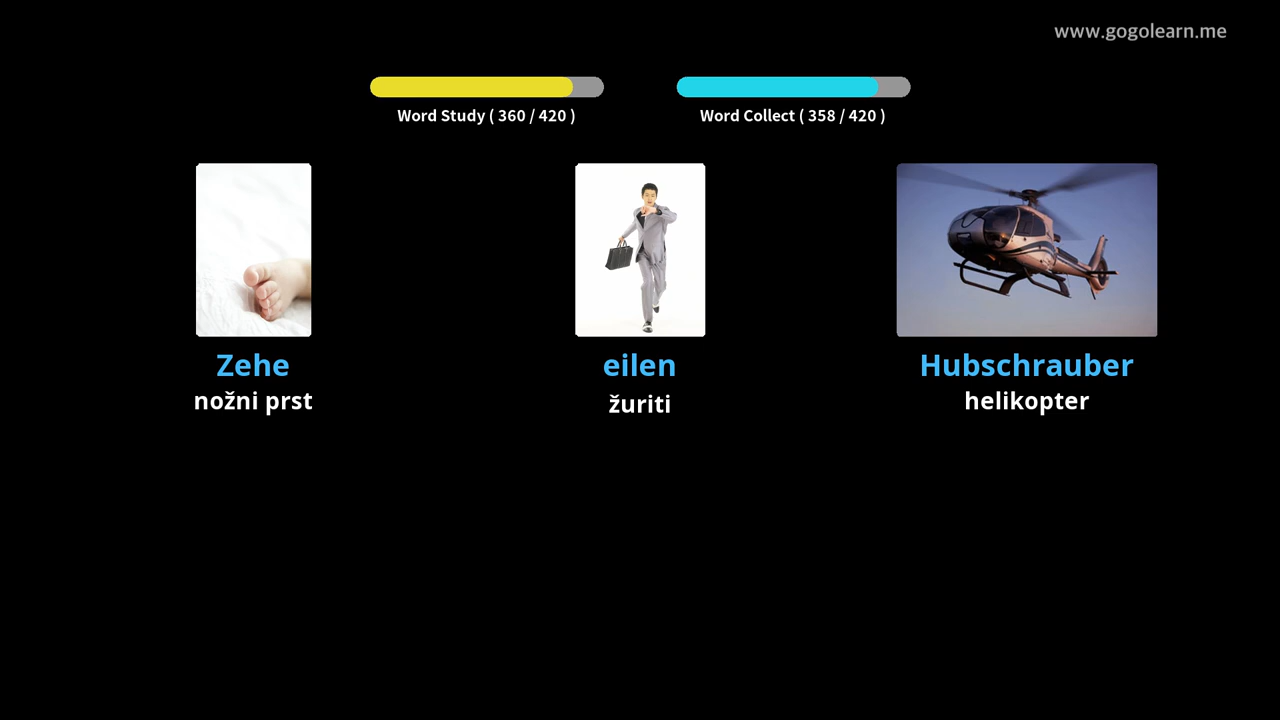 www.gogolearn.me
Word Study ( 360 / 420 )
Word Collect ( 358 / 420 )
Zehe
nožni prst
eilen
žuriti
Hubschrauber
helikopter